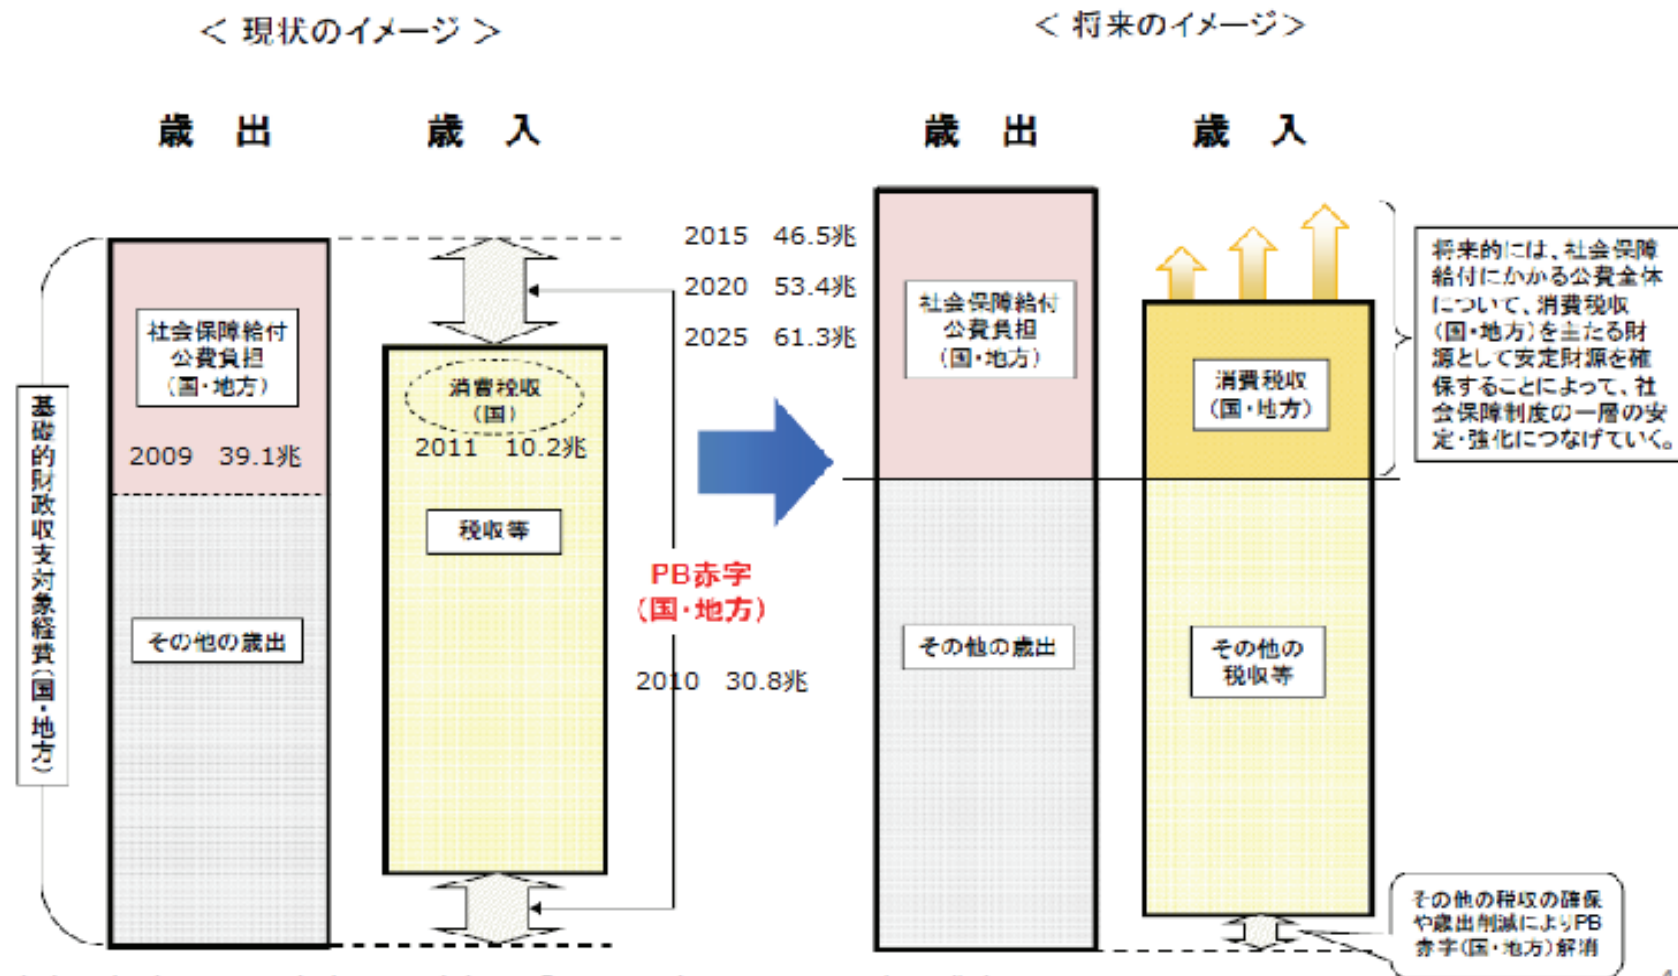 ＜ 現状のイメージ ＞
＜ 将来のイメージ＞
歳 出
歳 入
歳 出
歳 入
基礎的財政収支対象経費（国・地方）
社会保障給付
公費負担
（国・地方）
2009 39.1兆
その他の歳出
消費税収
（国）
2011 10.2兆
税収等
2015 46.5兆
2020 53.4兆
2025 61.3兆
PB赤字
（国・地方）
2010 30.8兆
社会保障給付
公費負担
（国・地方）
その他の歳出
消費税収
（国・地方）
その他の
税収等
将来的には、社会保障
給付にかかる公費全体
について、消費税収
（国・地方）を主たる財
源として安定財源を確
保することによって、社
会保障制度の一層の安
定・強化につなげていく。
その他の税収の確保
や歳出削減によりPB
赤字（国・地方）解消